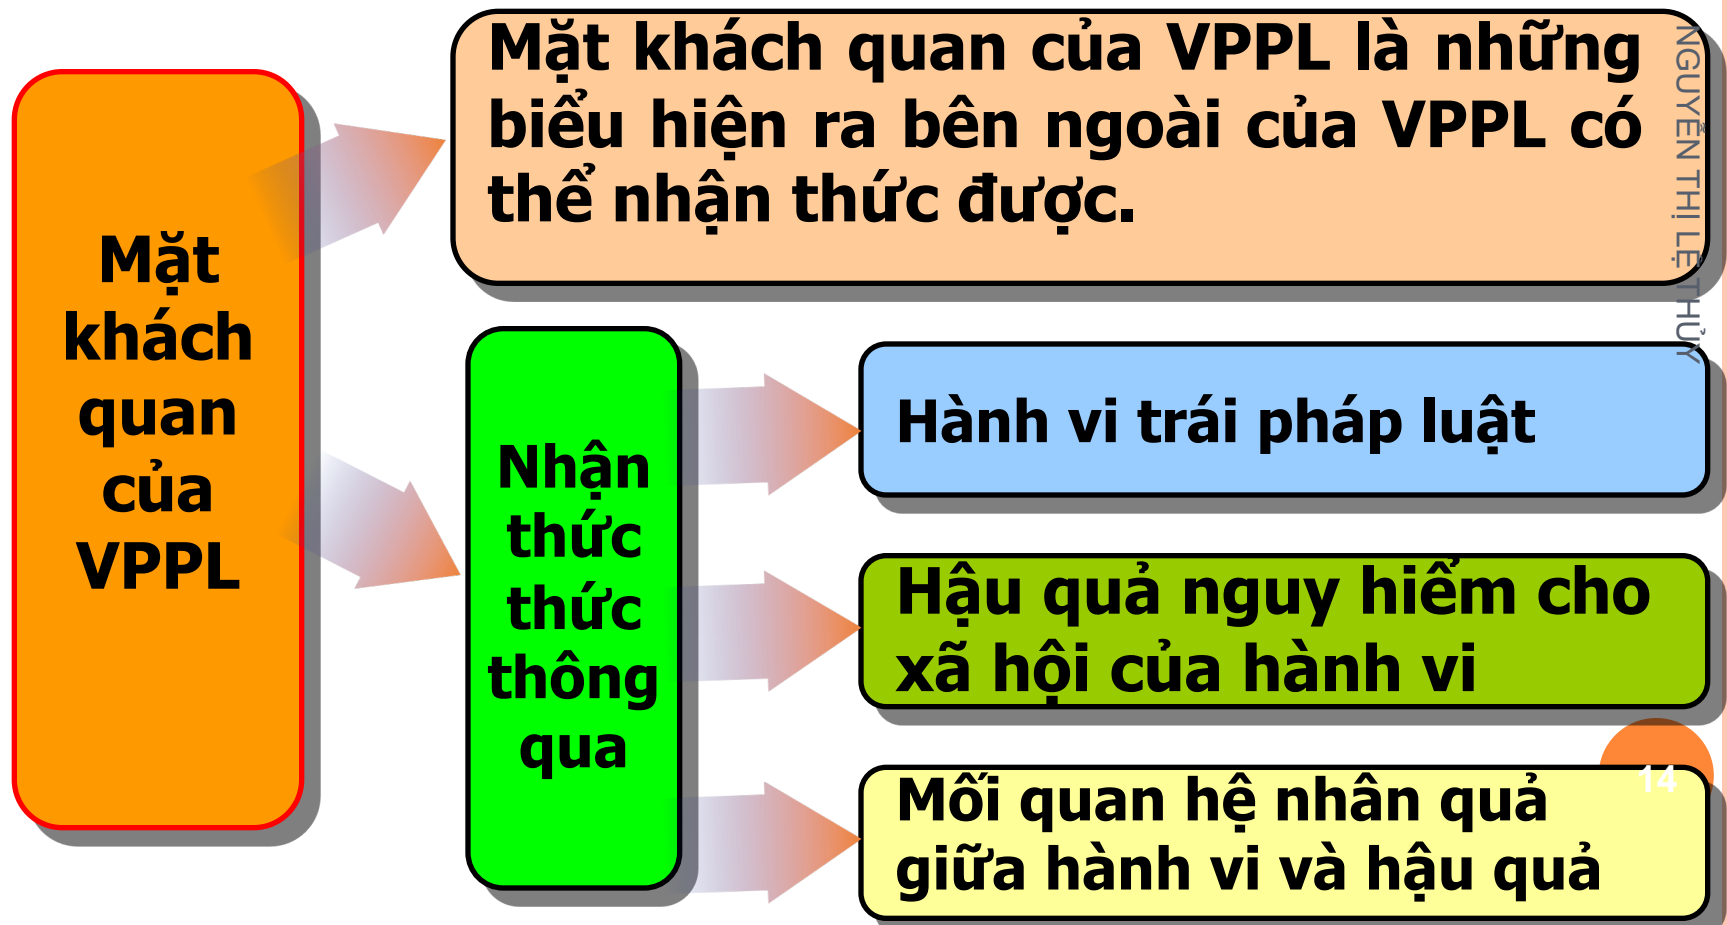 Mặt
khách
quan
của
VPPL
Mặt khách quan của VPPL là những
biểu hiện ra bên ngoài của VPPL có
thể nhận thức được.
Nhận
thức
thức
thông
qua
Hành vi trái pháp luật
Hậu quả nguy hiểm cho
xã hội của hành vi
Mối quan hệ nhân quả
giữa hành vi và hậu quả
NGUYỄN THỊ LỆ THỦY
14